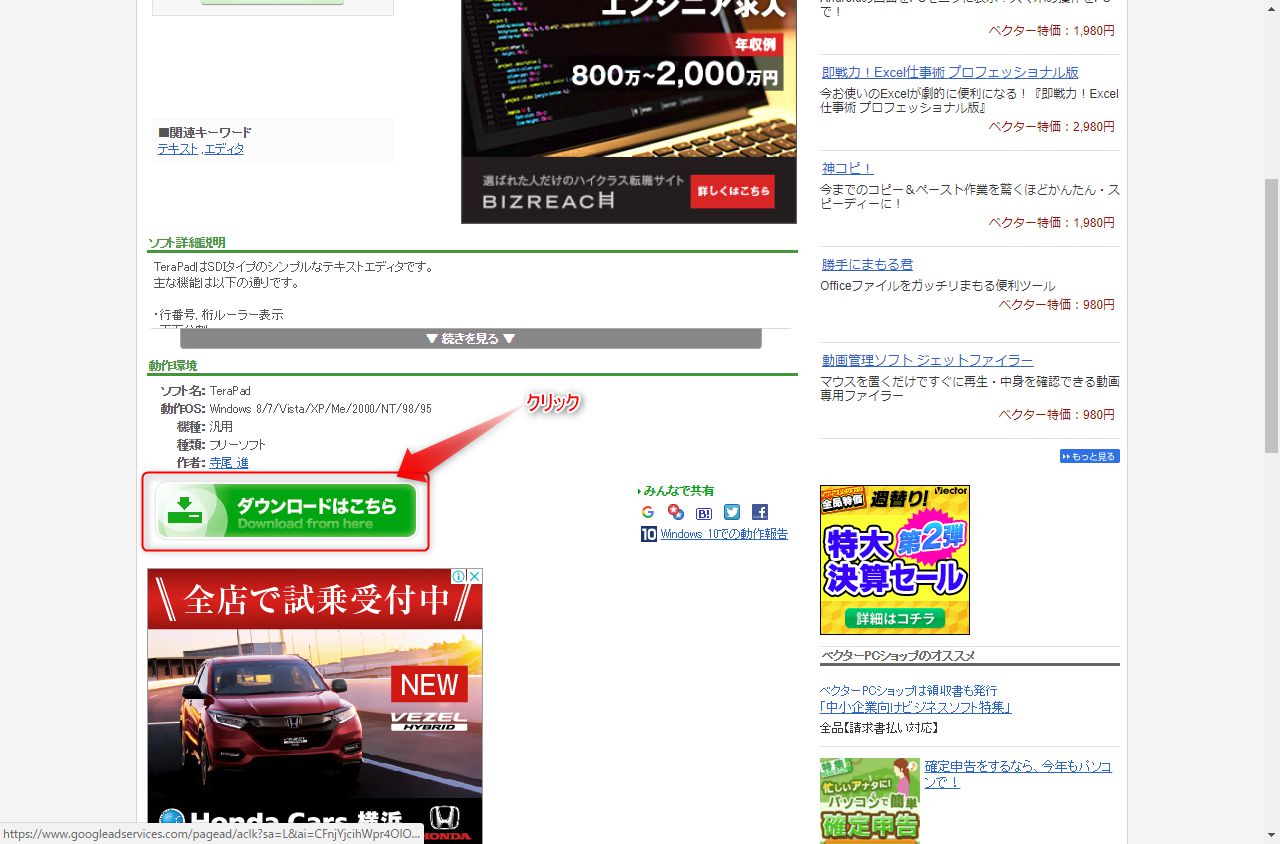 エンジニア求人
年収例
800万~2,000万円
選ばれた人だけのハイクラス転職サイト
BIZREACH
詳しくはこちら
■関連キーワード
テキスト ,エディタ
ソフト詳細説明
TeraPadはSDIタイプのシンプルなテキストエディタです。
主な機能は以下の通りです。
・行番号, 桁ルーラー表示
▼ 続きを見る ▼
動作環境
ソフト名: TeraPad
動作OS: Windows 8/7/Vista/XP/Me/2000/NT/98/95
機種: 汎用
種類: フリーソフト
作者: 寺尾 進
クリック
ダウンロードはこちら
Download from here
みんなで共有
G
B!
10 Windows 10での動作報告
全店で試乗受付中
NEW
VEZEL
HYBRID
Honda Cars 横浜
HONDA
https://www.googleadservices.com/pagead/aclk?sa=L&ai=CFnjYjcihWpr4OIO...
で！
ベクター特価：1,980円
即戦力！Excel仕事術 プロフェッショナル版
今お使いのExcelが劇的に便利になる！『即戦力！Excel
仕事術 プロフェッショナル版』
ベクター特価：2,980円
神コピ！
今までのコピー＆ペースト作業を驚くほどかんたん・ス
ピーディーに！
ベクター特価：1,980円
勝手にまもる君
Officeファイルをガッチリまもる便利ツール
ベクター特価：980円
動画管理ソフト ジェットファイラー
マウスを置くだけですぐに再生・中身を確認できる動画
専用ファイラー
ベクター特価：980円
もっと見る
全品特価 週替り! Vector
特大 第2弾
決算セール
詳細はコチラ
ベクターPCショップのオススメ
ベクターPCショップは領収書も発行
「中小企業向けビジネスソフト特集」
全品【請求書払い対応】
特集
忙しいアナタに!
パソコンで簡単
確定申告
確定申告をするなら、今年もパソコ
ンで！